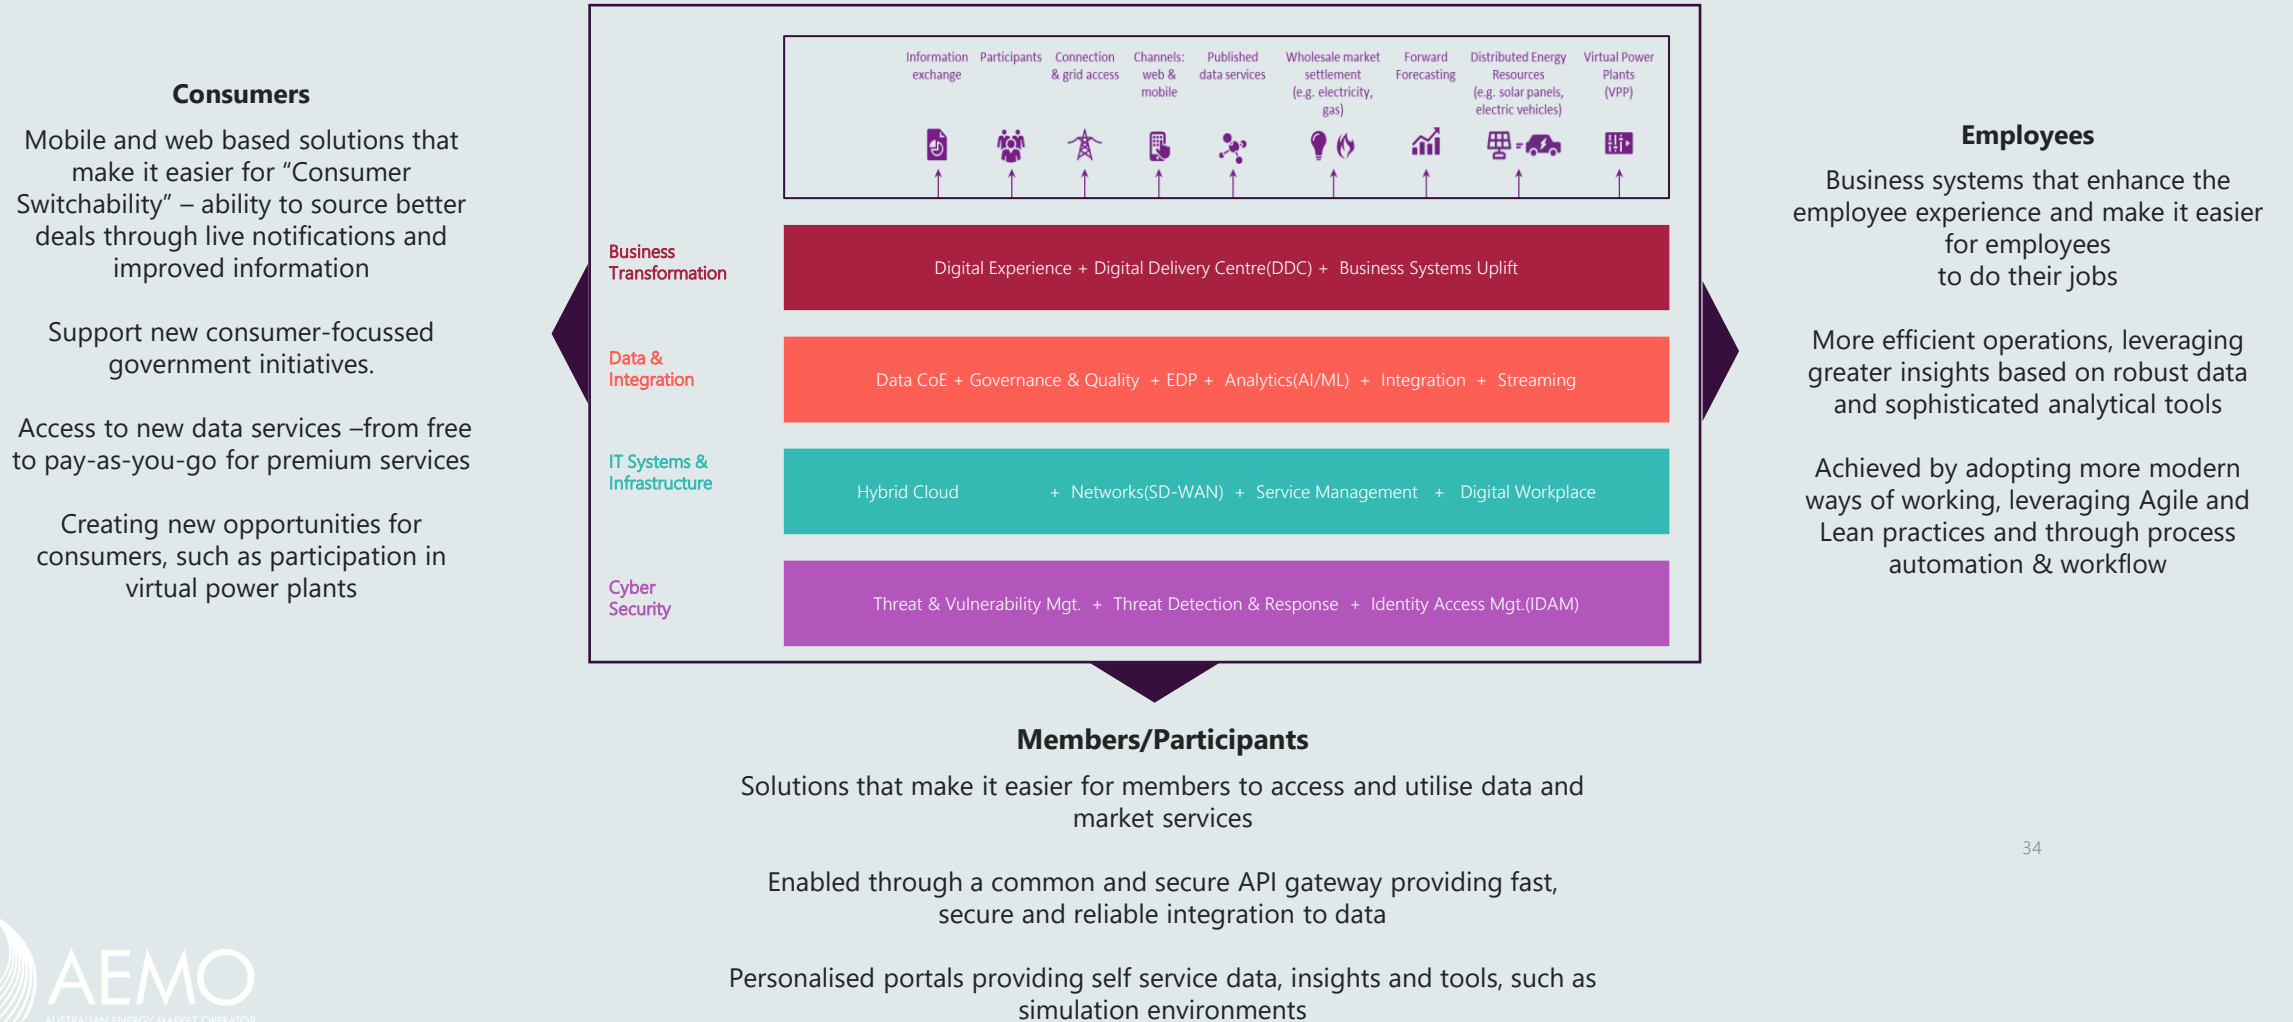 Consumers
Mobile and web based solutions that
make it easier for “Consumer
Switchability” – ability to source better
deals through live notifications and
improved information
Support new consumer-focussed
government initiatives.
Access to new data services –from free
to pay-as-you-go for premium services
Creating new opportunities for
consumers, such as participation in
virtual power plants
Information
exchange
Participants
Connection
& grid access
Channels:
web &
mobile
Published
data services
Wholesale market
settlement
(e.g. electricity,
gas)
Forward
Forecasting
Distributed Energy
Resources
(e.g. solar panels,
electric vehicles)
Virtual Power
Plants
(VPP)
Business
Transformation
Digital Experience + Digital Delivery Centre(DDC) + Business Systems Uplift
Data &
Integration
Data CoE + Governance & Quality + EDP + Analytics(AI/ML) + Integration + Streaming
IT Systems &
Infrastructure
Hybrid Cloud + Networks(SD-WAN) + Service Management + Digital Workplace
Cyber
Security
Threat & Vulnerability Mgt. + Threat Detection & Response + Identity Access Mgt.(IDAM)
Employees
Business systems that enhance the
employee experience and make it easier
for employees
to do their jobs
More efficient operations, leveraging
greater insights based on robust data
and sophisticated analytical tools
Achieved by adopting more modern
ways of working, leveraging Agile and
Lean practices and through process
automation & workflow
Members/Participants
Solutions that make it easier for members to access and utilise data and
market services
Enabled through a common and secure API gateway providing fast,
secure and reliable integration to data
Personalised portals providing self service data, insights and tools, such as
simulation environments
34
AEMO
AUSTRALIAN ENERGY MARKET OPERATOR